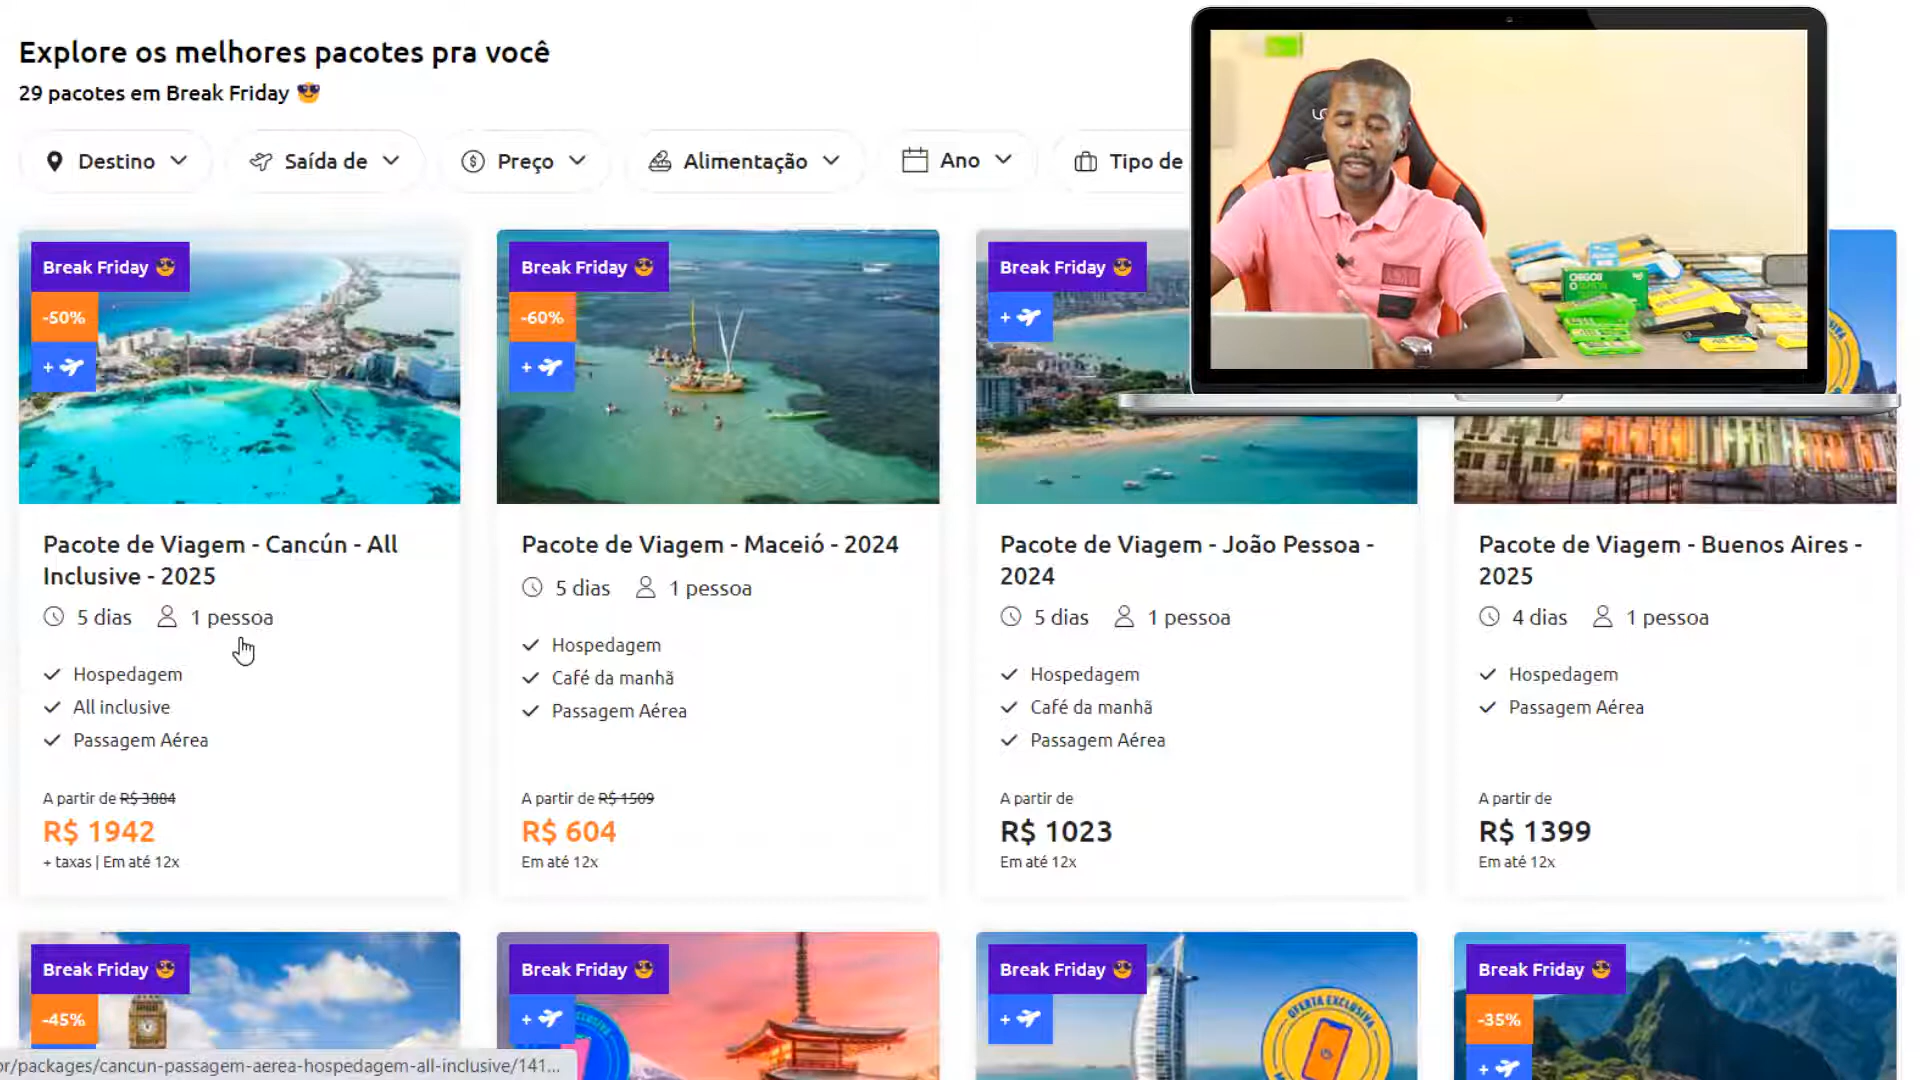 Explore os melhores pacotes pra você
29 pacotes em Break Friday 😎
Destino
Saída de
Preço
Alimentação
Ano
Tipo de
Break Friday 😎
-50%
+
Break Friday 😎
-60%
+
Break Friday 😎
+
Pacote de Viagem - Cancún - All
Inclusive - 2025
5 dias 1 pessoa
Hospedagem
All inclusive
Passagem Aérea
A partir de R$ 3884
R$ 1942
+ taxas | Em até 12x
Pacote de Viagem - Maceió - 2024
5 dias 1 pessoa
Hospedagem
Café da manhã
Passagem Aérea
A partir de R$ 1509
R$ 604
Em até 12x
Pacote de Viagem - João Pessoa -
2024
5 dias 1 pessoa
Hospedagem
Café da manhã
Passagem Aérea
A partir de
R$ 1023
Em até 12x
Pacote de Viagem - Buenos Aires -
2025
4 dias 1 pessoa
Hospedagem
Passagem Aérea
A partir de
R$ 1399
Em até 12x
Break Friday 😎
-45%
Break Friday 😎
+
Break Friday 😎
+
OFERTA EXCLUSIVA
Break Friday 😎
-35%
+
or/packages/cancun-passagem-aerea-hospedagem-all-inclusive/141...